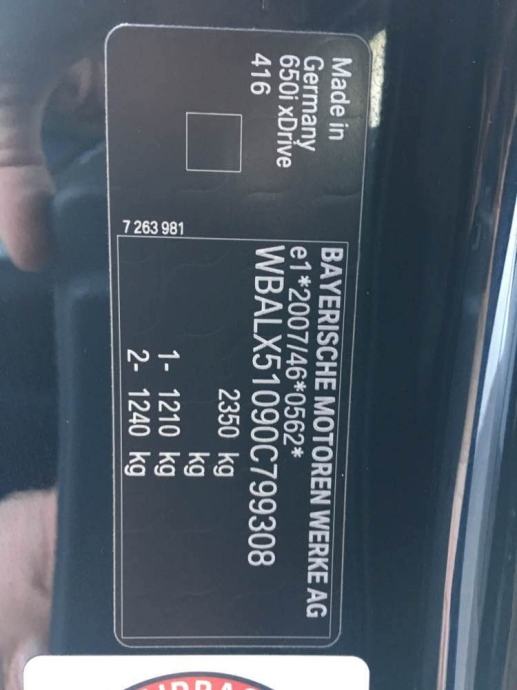 Made in
Germany
650i xDrive
416
7 263 981
BAYERISCHE MOTOREN WERKE AG
e1*2007/46*0562*
WBALX51090C799308
2350 kg
kg
1- 1210 kg
2- 1240 kg